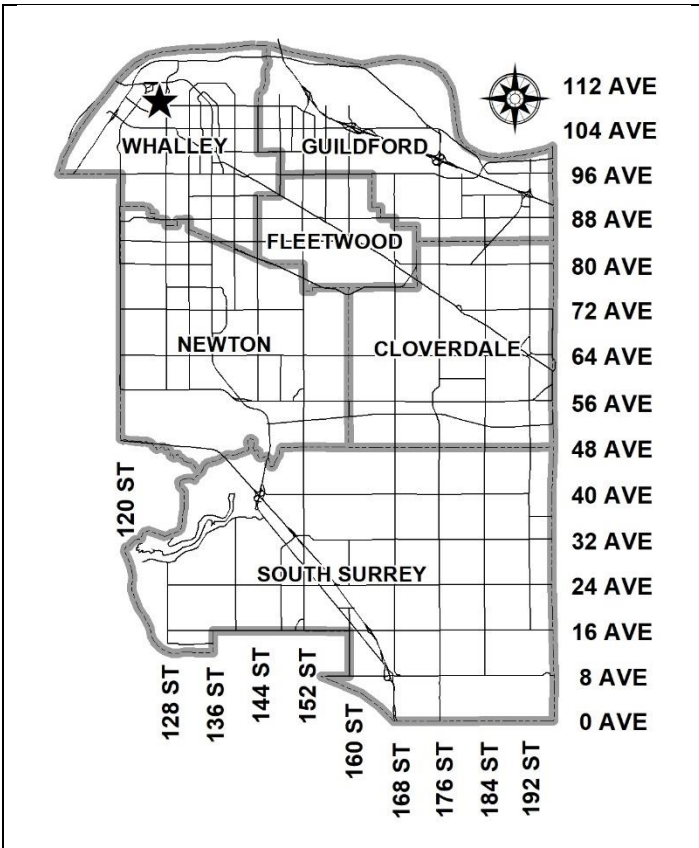 112 AVE
104 AVE
WHALLEY
GUILDFORD
96 AVE
88 AVE
FLEETWOOD
80 AVE
72 AVE
NEWTON
CLOVERDALE
64 AVE
56 AVE
48 AVE
120 ST
40 AVE
32 AVE
SOUTH SURREY
24 AVE
16 AVE
8 AVE
128 ST
136 ST
144 ST
152 ST
160 ST
0 AVE
168 ST
176 ST
184 ST
192 ST